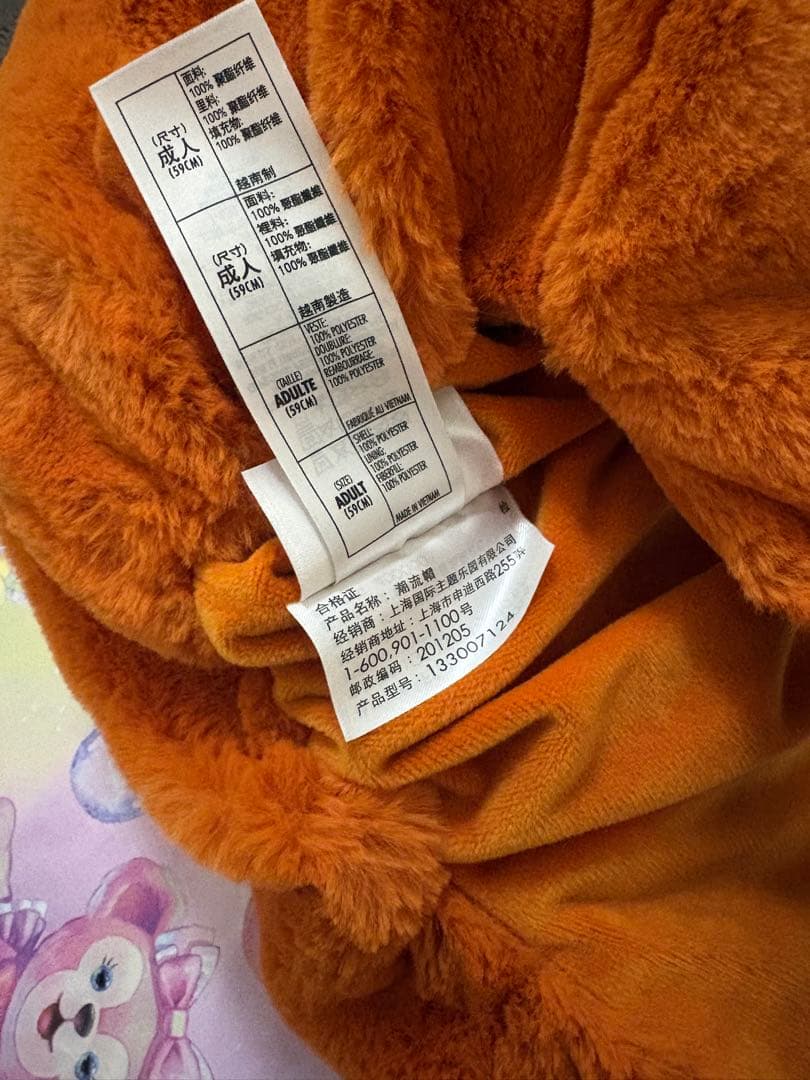 (尺寸)
成人
(59CM)
面料:
100% 聚酯纤维
里料:
100% 聚酯纤维
填充物:
100% 聚酯纤维
越南制
(尺寸)
成人
(59CM)
面料:
100% 聚酯纖維
裡料:
100% 聚酯纖維
填充物:
100% 聚酯纖維
越南製造
(TAILLE)
ADULTE
(59CM)
VESTE:
100% POLYESTER
DOUBLURE:
100% POLYESTER
REMBOURRAGE:
100% POLYESTER
FABRIQUÉ AU VIETNAM
(SIZE)
ADULT
(59CM)
SHELL:
100% POLYESTER
LINING:
100% POLYESTER
FIBERFILL:
100% POLYESTER
MADE IN VIETNAM
合格证
检
产品名称: 潮流帽
经销商: 上海国际主题乐园有限公司
经销商地址: 上海市申迪西路255弄
1-600,901-1100号
邮政编码: 201205
产品型号: 133007124